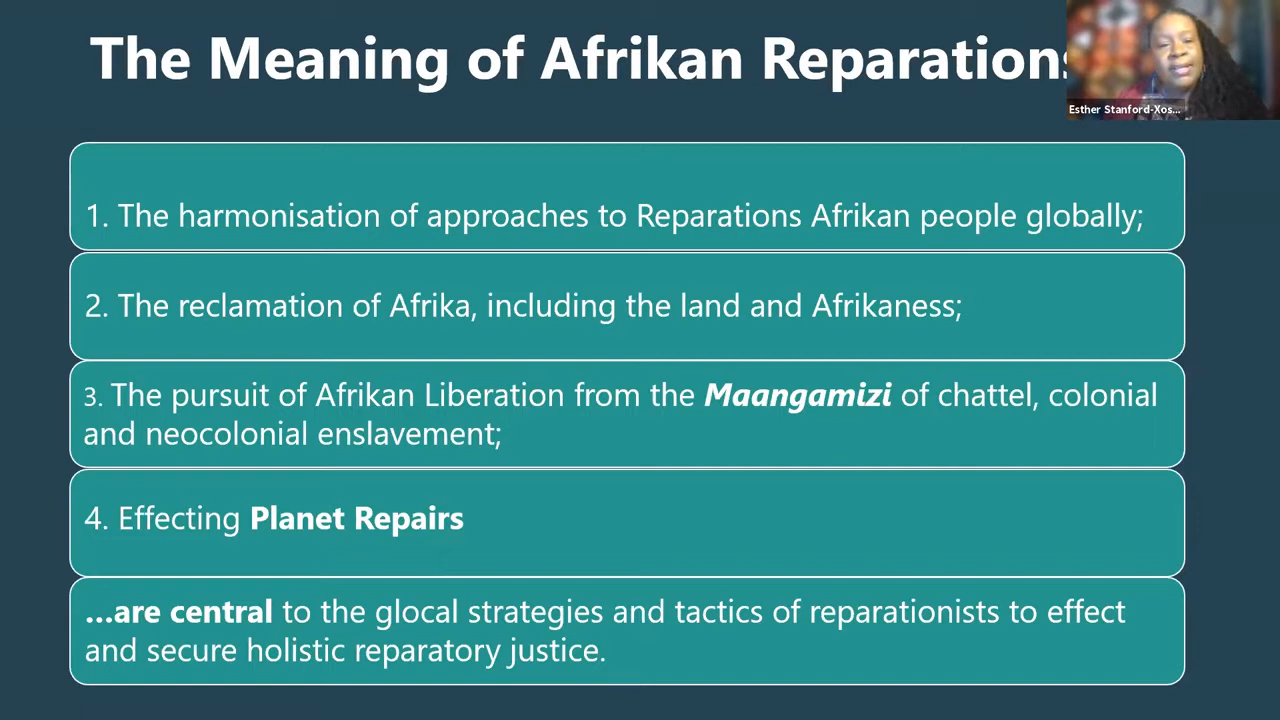 The Meaning of Afrikan Reparations
Esther Stanford-Xos...
1. The harmonisation of approaches to Reparations Afrikan people globally;
2. The reclamation of Afrika, including the land and Afrikaness;
3. The pursuit of Afrikan Liberation from the Maangamizi of chattel, colonial
and neocolonial enslavement;
4. Effecting Planet Repairs
...are central to the glocal strategies and tactics of reparationists to effect
and secure holistic reparatory justice.